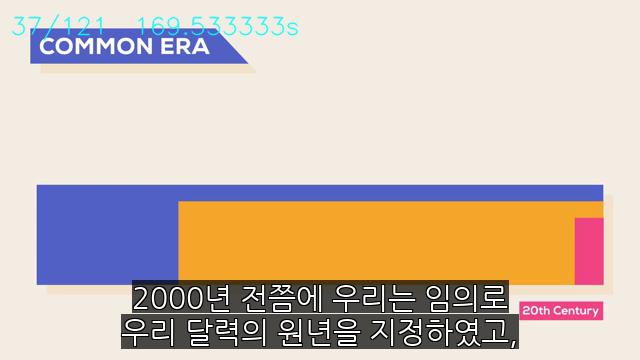 37/121 169.533333s
COMMON ERA
2000년 전쯤에 우리는 임의로
우리 달력의 원년을 지정하였고,
20th Century